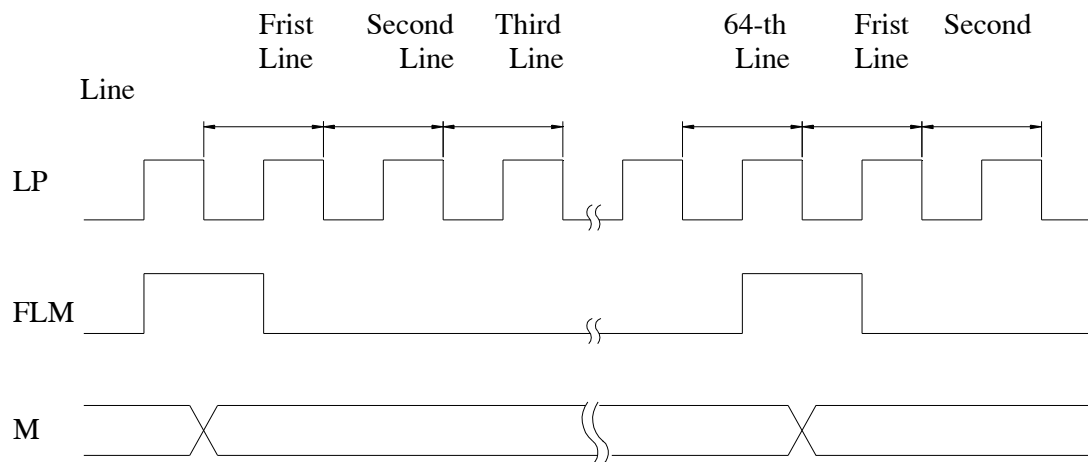 Frist Second Third 64-th Frist Second
Line Line Line Line Line
Line
LP
FLM
M